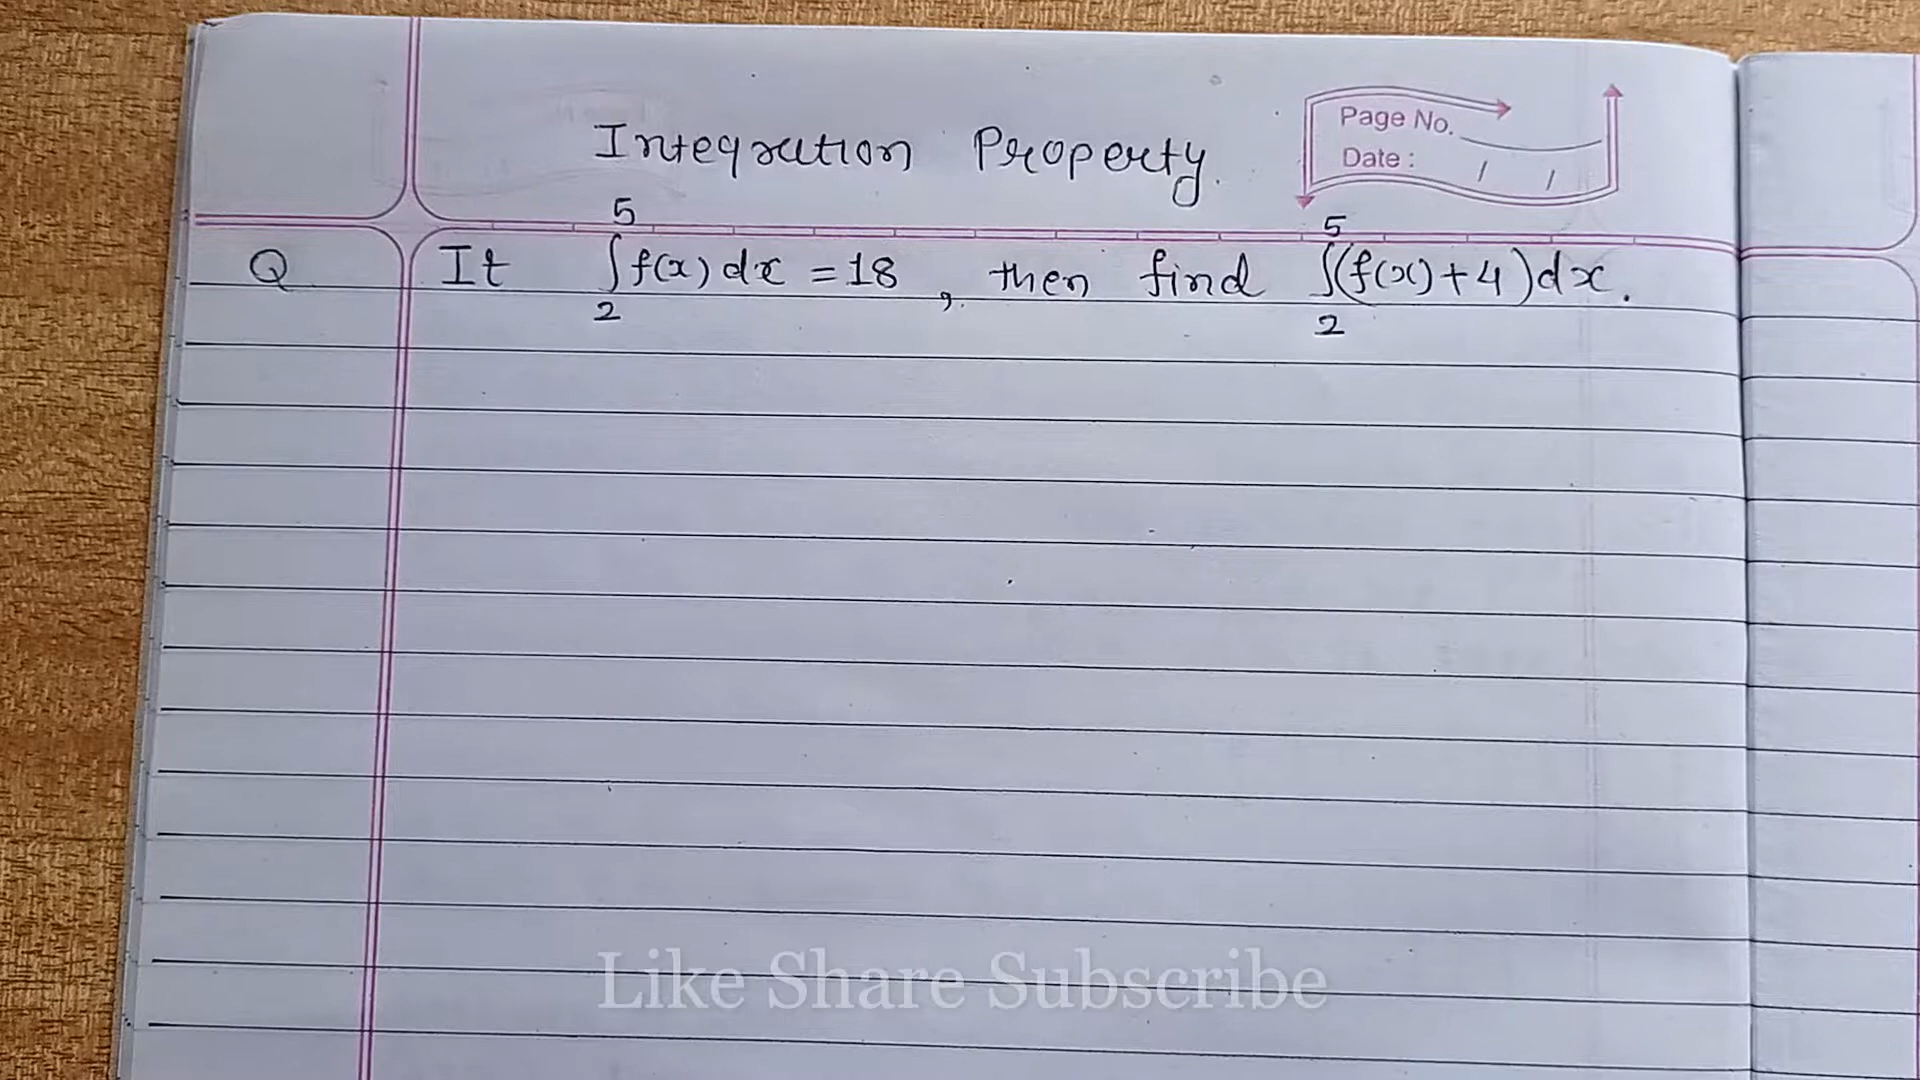 Integration Property.
Page No.
Date : / /
Q If ∫₂⁵ f(x) dx = 18 , then find ∫₂⁵ (f(x)+4)dx.
Like Share Subscribe